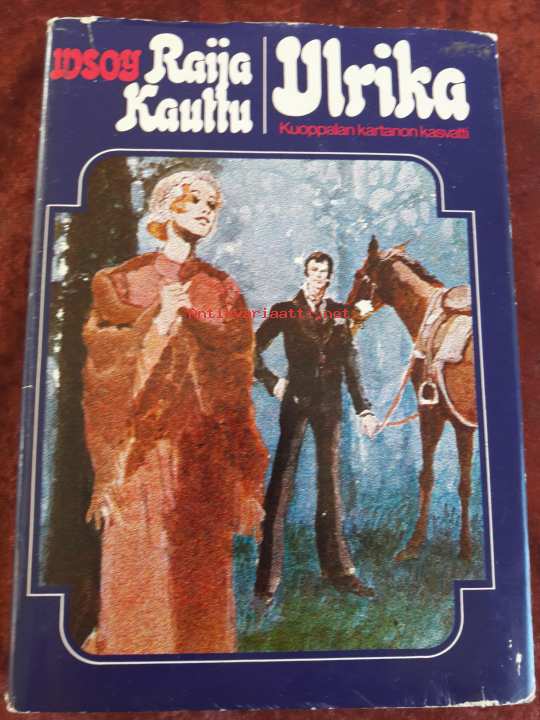 WSOY Raija
Kauttu
Ulrika
Kuoppalan kartanon kasvatti
Antikvariaatti.net